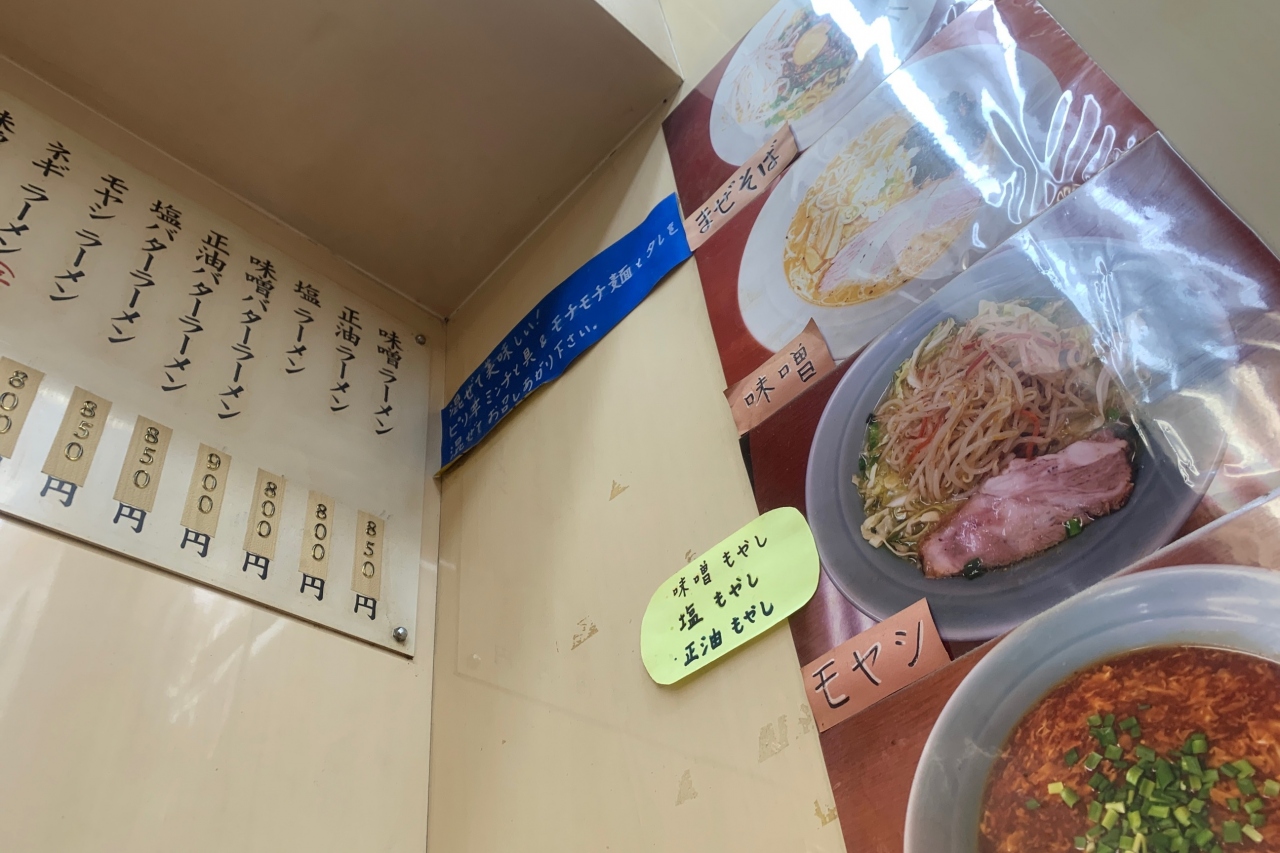 味噌ラーメン
正油ラーメン
塩ラーメン
味噌バターラーメン
正油バターラーメン
塩バターラーメン
モヤシラーメン
ネギラーメン
850円
800円
800円
900円
850円
850円
800
混ぜて美味しい!
ピリ辛ミンチと具とモチモチ麺とタレを
混ぜてお召しあがり下さい。
まぜそば
味噌
・味噌もやし
・塩もやし
・正油もやし
モヤシ